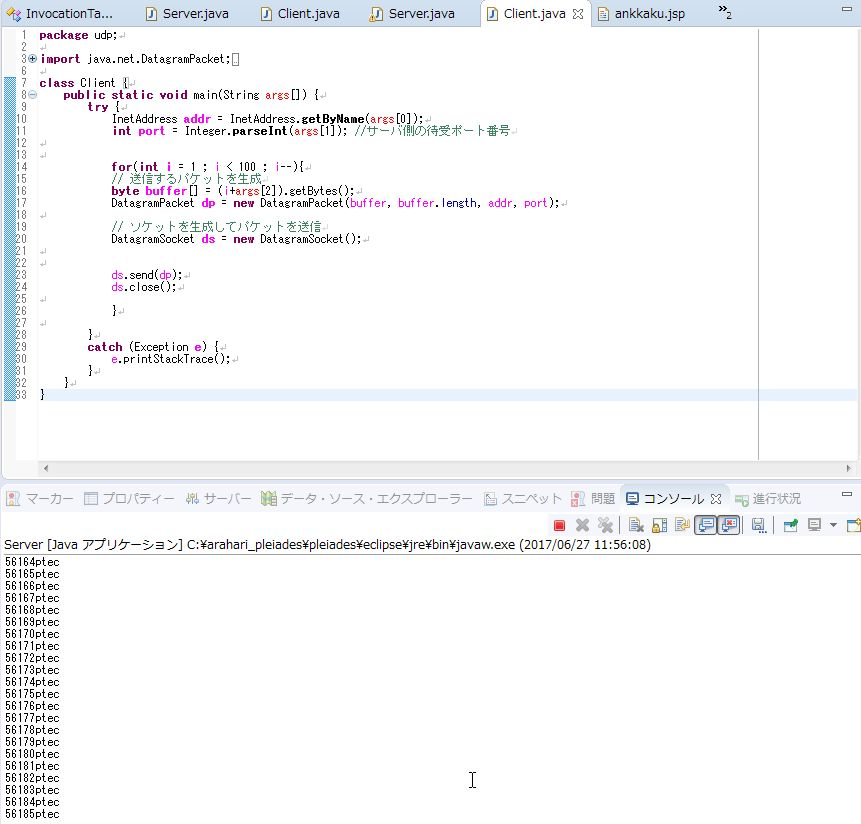 InvocationTa...
Server.java
Client.java
Server.java
Client.java
ankkaku.jsp
»2
1 package udp;
2
3 import java.net.DatagramPacket;
6
7 class Client {
8 public static void main(String args[]) {
9 try {
10 InetAddress addr = InetAddress.getByName(args[0]);
11 int port = Integer.parseInt(args[1]); //サーバ側の待受ポート番号
12
13
14 for(int i = 1 ; i < 100 ; i--){
15 // 送信するパケットを生成
16 byte buffer[] = (i+args[2]).getBytes();
17 DatagramPacket dp = new DatagramPacket(buffer, buffer.length, addr, port);
18
19 // ソケットを生成してパケットを送信
20 DatagramSocket ds = new DatagramSocket();
21
22
23 ds.send(dp);
24 ds.close();
25
26 }
27
28 }
29 catch (Exception e) {
30 e.printStackTrace();
31 }
32 }
33 }
マーカー
プロパティー
サーバー
データ・ソース・エクスプローラー
スニペット
問題
コンソール
進行状況
Server [Java アプリケーション] C:¥arahari_pleiades¥pleiades¥eclipse¥jre¥bin¥javaw.exe (2017/06/27 11:56:08)
56164ptec
56165ptec
56166ptec
56167ptec
56168ptec
56169ptec
56170ptec
56171ptec
56172ptec
56173ptec
56174ptec
56175ptec
56176ptec
56177ptec
56178ptec
56179ptec
56180ptec
56181ptec
56182ptec
56183ptec
56184ptec
56185ptec